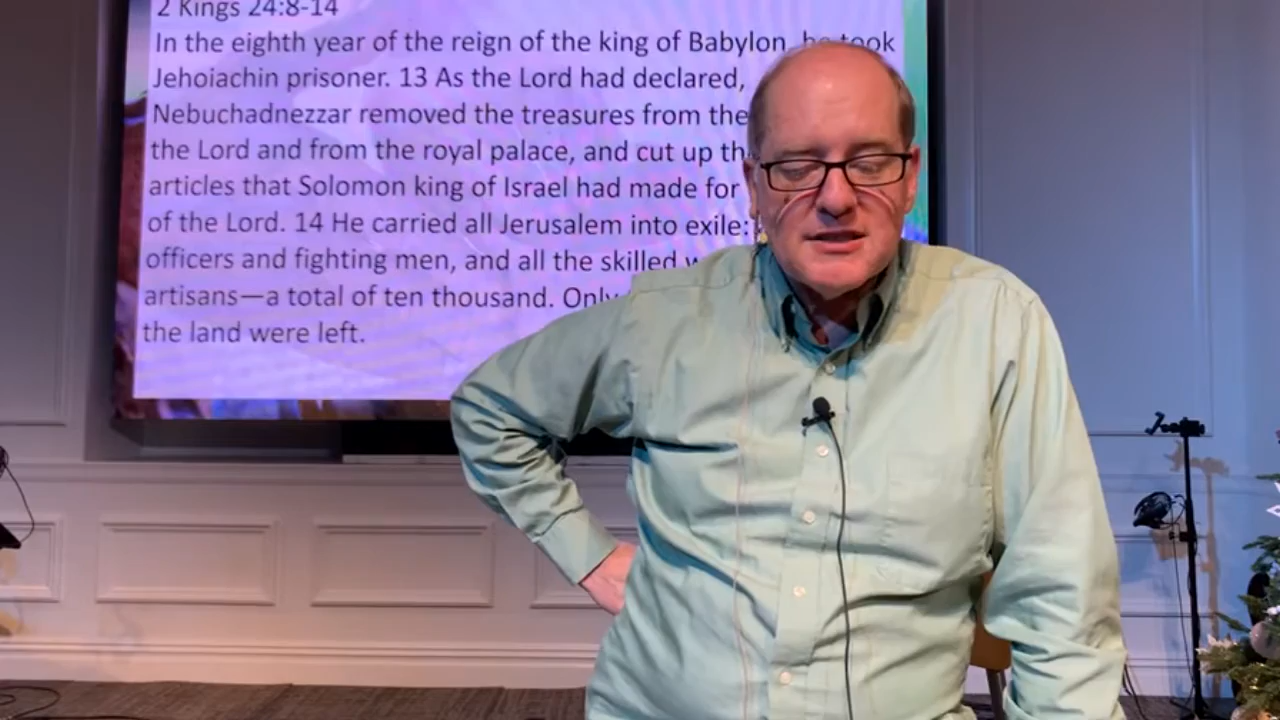 2 Kings 24:8-14
In the eighth year of the reign of the king of Babylon, he took
Jehoiachin prisoner. 13 As the Lord had declared,
Nebuchadnezzar removed the treasures from the
the Lord and from the royal palace, and cut up
articles that Solomon king of Israel had made for
of the Lord. 14 He carried all Jerusalem into exile:
officers and fighting men, and all the skilled
artisans—a total of ten thousand. Only
the land were left.